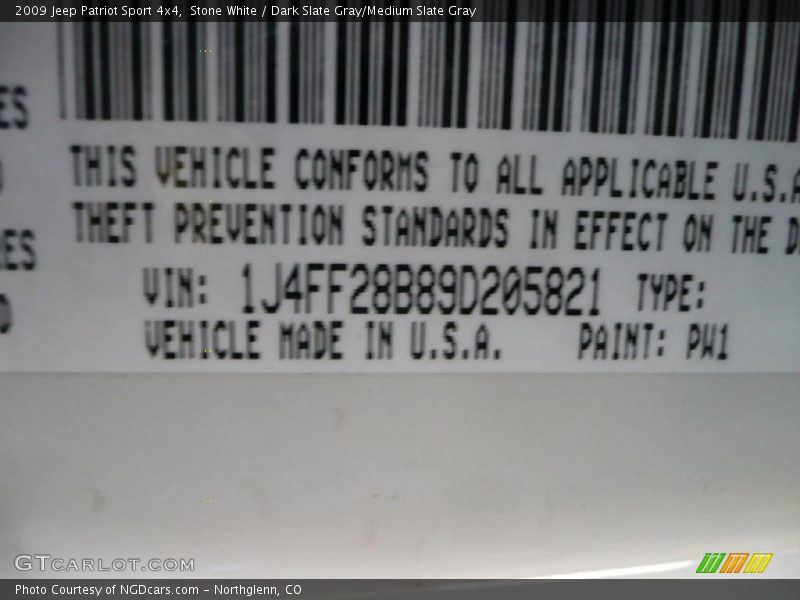 2009 Jeep Patriot Sport 4x4, Stone White / Dark Slate Gray/Medium Slate Gray
ES
THIS VEHICLE CONFORMS TO ALL APPLICABLE U.S.A
THEFT PREVENTION STANDARDS IN EFFECT ON THE D
ES
VIN: 1J4FF28B89D205821 TYPE:
VEHICLE MADE IN U.S.A. PAINT: PW1
GTCARLOT.COM
Photo Courtesy of NGDcars.com - Northglenn, CO